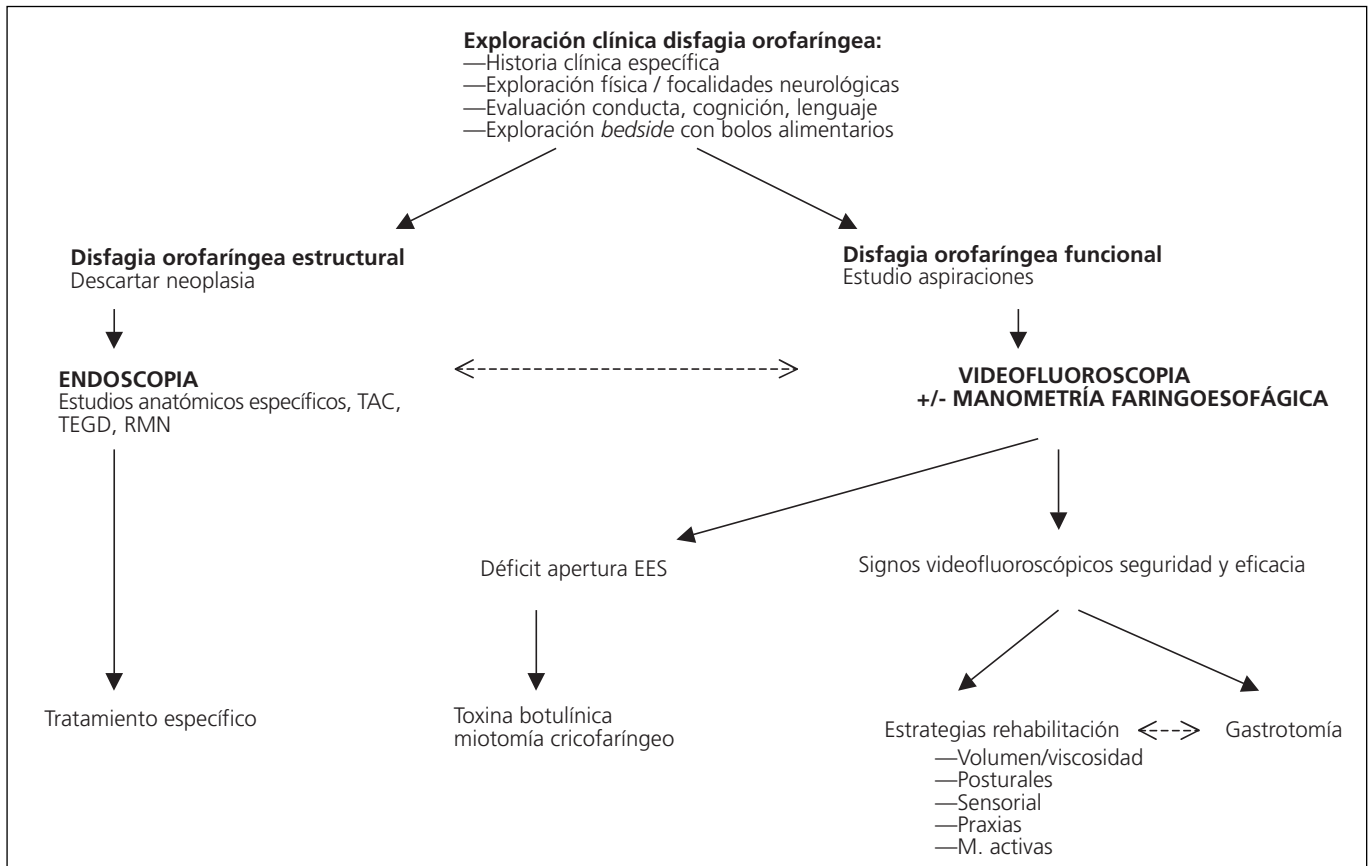 Exploración clínica disfagia orofaríngea:
—Historia clínica específica
—Exploración física / focalidades neurológicas
—Evaluación conducta, cognición, lenguaje
—Exploración bedside con bolos alimentarios
Disfagia orofaríngea estructural
Descartar neoplasia
Disfagia orofaríngea funcional
Estudio aspiraciones
ENDOSCOPIA
Estudios anatómicos específicos, TAC,
TEGD, RMN
VIDEOFLUOROSCOPIA
+/- MANOMETRÍA FARINGOESOFÁGICA
Déficit apertura EES
Signos videofluoroscópicos seguridad y eficacia
Tratamiento específico
Toxina botulínica
miotomía cricofaríngeo
Estrategias rehabilitación
—Volumen/viscosidad
—Posturales
—Sensorial
—Praxias
—M. activas
Gastrotomía